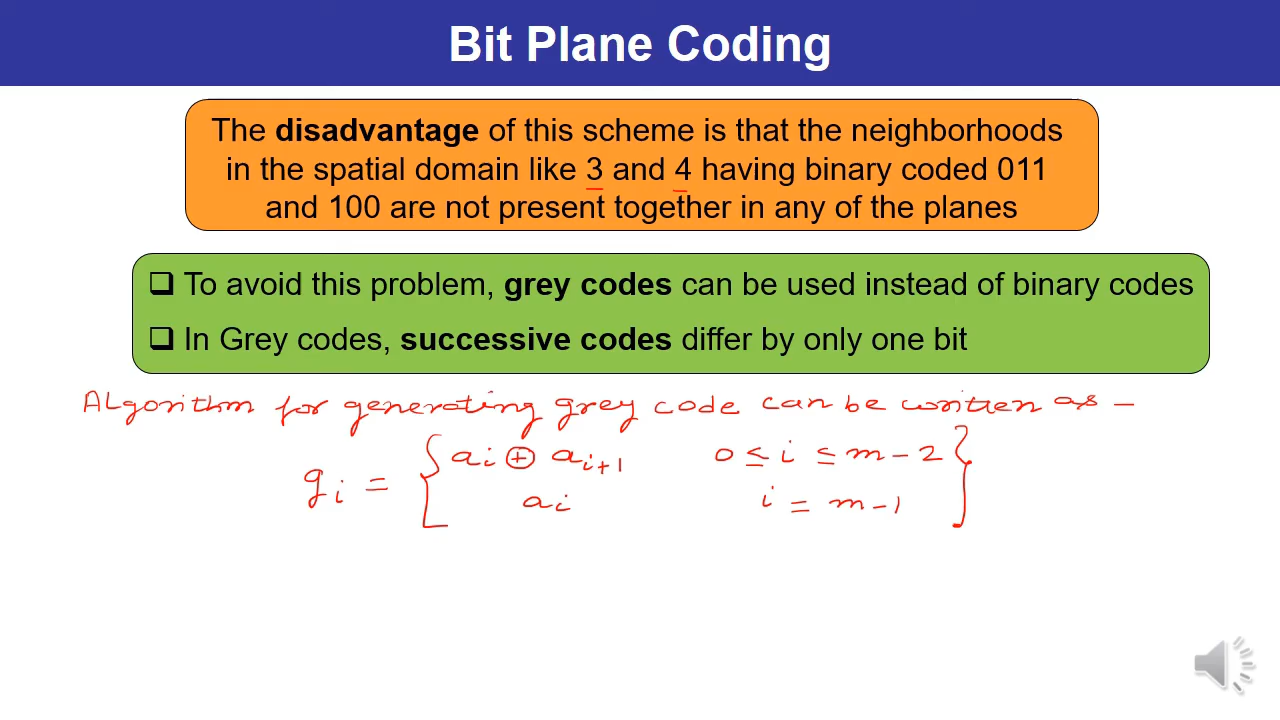 Bit Plane Coding
The disadvantage of this scheme is that the neighborhoods
in the spatial domain like 3 and 4 having binary coded 011
and 100 are not present together in any of the planes
❑ To avoid this problem, grey codes can be used instead of binary codes
❑ In Grey codes, successive codes differ by only one bit
ALgorithm for generating grey code can be written as –
gᵢ = { aᵢ ⊕ aᵢ₊₁ 0 ≤ i ≤ m-2 }
aᵢ i = m-1